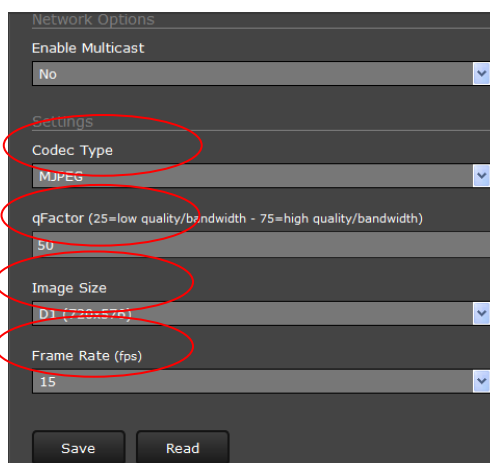 Network Options
Enable Multicast
No
Settings
Codec Type
MJPEG
qFactor (25=low quality/bandwidth - 75=high quality/bandwidth)
50
Image Size
D1 (720x576)
Frame Rate (fps)
15
Save Read